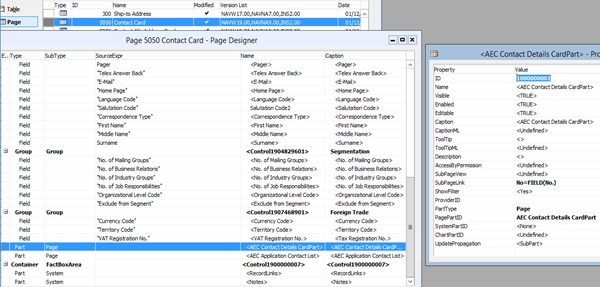 Table
Page
Type ID Name Modified Version List Date
300 Ship-to Address ✔ NAVW17.00,NAVNA7.00,INS2.00 01/12,
5050 Contact Card ✔ NAVW19.00,NAVNA9.00,INS2.00 01/12,
Page 5050 Contact Card - Page Designer
E... Type SubType SourceExpr Name Caption
Field Pager <Pager> <Pager>
Field "Telex Answer Back" <Telex Answer Back> <Telex Answer Back>
Field "E-Mail" <E-Mail> <E-Mail>
Field "Home Page" <Home Page> <Home Page>
Field "Language Code" <Language Code> <Language Code>
Field "Salutation Code" Salutation Code2 <Salutation Code2>
Field "Correspondence Type" <Correspondence Type> <Correspondence Type>
Field "First Name" <First Name> <First Name>
Field "Middle Name" <Middle Name> <Middle Name>
Field Surname <Surname> <Surname>
Group Group <Control1904829601> Segmentation
Field "No. of Mailing Groups" <No. of Mailing Groups> <No. of Mailing Groups>
Field "No. of Business Relations" <No. of Business Relations> <No. of Business Relations>
Field "No. of Industry Groups" <No. of Industry Groups> <No. of Industry Groups>
Field "No. of Job Responsibilities" <No. of Job Responsibilities> <No. of Job Responsibilities>
Field "Organizational Level Code" <Organizational Level Code> <Organizational Level Code>
Field "Exclude from Segment" <Exclude from Segment> <Exclude from Segment>
Group Group <Control1907468901> Foreign Trade
Field "Currency Code" <Currency Code> <Currency Code>
Field "Territory Code" <Territory Code> <Territory Code>
Field "VAT Registration No." <VAT Registration No.> <Tax Registration No.>
Part Page <AEC Contact Details CardPart> <AEC Contact Details CardP...
Part Page <AEC Application Contact List> <AEC Application Contact List>
Container FactBoxArea <Control1900000007> <Control1900000007>
Part System <RecordLinks> <RecordLinks>
Part System <Notes> <Notes>
<AEC Contact Details CardPart> - Pro
Property Value
ID 1000000001
Name <AEC Contact Details CardPart>
Visible <TRUE>
Enabled <TRUE>
Editable <TRUE>
Caption <AEC Contact Details CardPart>
CaptionML <Undefined>
ToolTip <>
ToolTipML <Undefined>
Description <>
AccessByPermission <Undefined>
SubPageView <Undefined>
SubPageLink No=FIELD(No.)
ShowFilter <Yes>
ProviderID
PartType Page
PagePartID AEC Contact Details CardPart
SystemPartID <None>
ChartPartID <Undefined>
UpdatePropagation <SubPart>